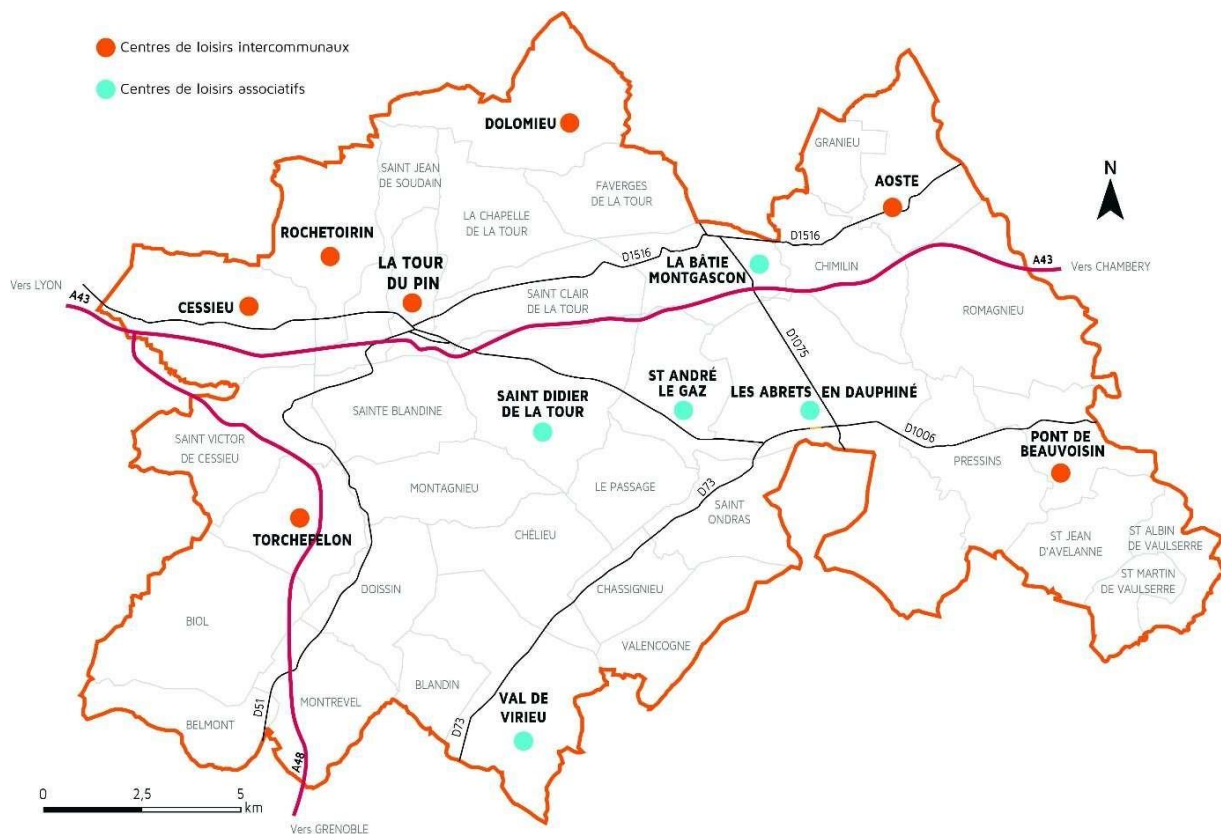 Centres de loisirs intercommunaux
Centres de loisirs associatifs
DOLOMIEU
GRANIEU
SAINT JEAN
DE SOUDAIN
FAVERGES
DE LA TOUR
AOSTE
N
LA CHAPELLE
DE LA TOUR
ROCHETOIRIN
D1516
D1516
LA BÂTIE
MONTGASCON
CHIMILIN
A43
Vers CHAMBÉRY
LA TOUR
DU PIN
Vers LYON
A43
CESSIEU
SAINT CLAIR
DE LA TOUR
ROMAGNIEU
D1075
ST ANDRÉ
LE GAZ
LES ABRETS EN DAUPHINÉ
SAINT DIDIER
DE LA TOUR
SAINTE BLANDINE
D1006
PONT DE
BEAUVOISIN
SAINT VICTOR
DE CESSIEU
PRESSINS
MONTAGNIEU
LE PASSAGE
D73
SAINT
ONDRAS
TORCHEFELON
CHÉLIEU
ST JEAN
D'AVELANNE
ST ALBIN
DE VAULSERRE
ST MARTIN
DE VAULSERRE
DOISSIN
CHASSIGNIEU
BIOL
VALENCOGNE
BLANDIN
MONTREVEL
VAL DE
VIRIEU
D51
D73
BELMONT
A48
0 2,5 5
km
Vers GRENOBLE